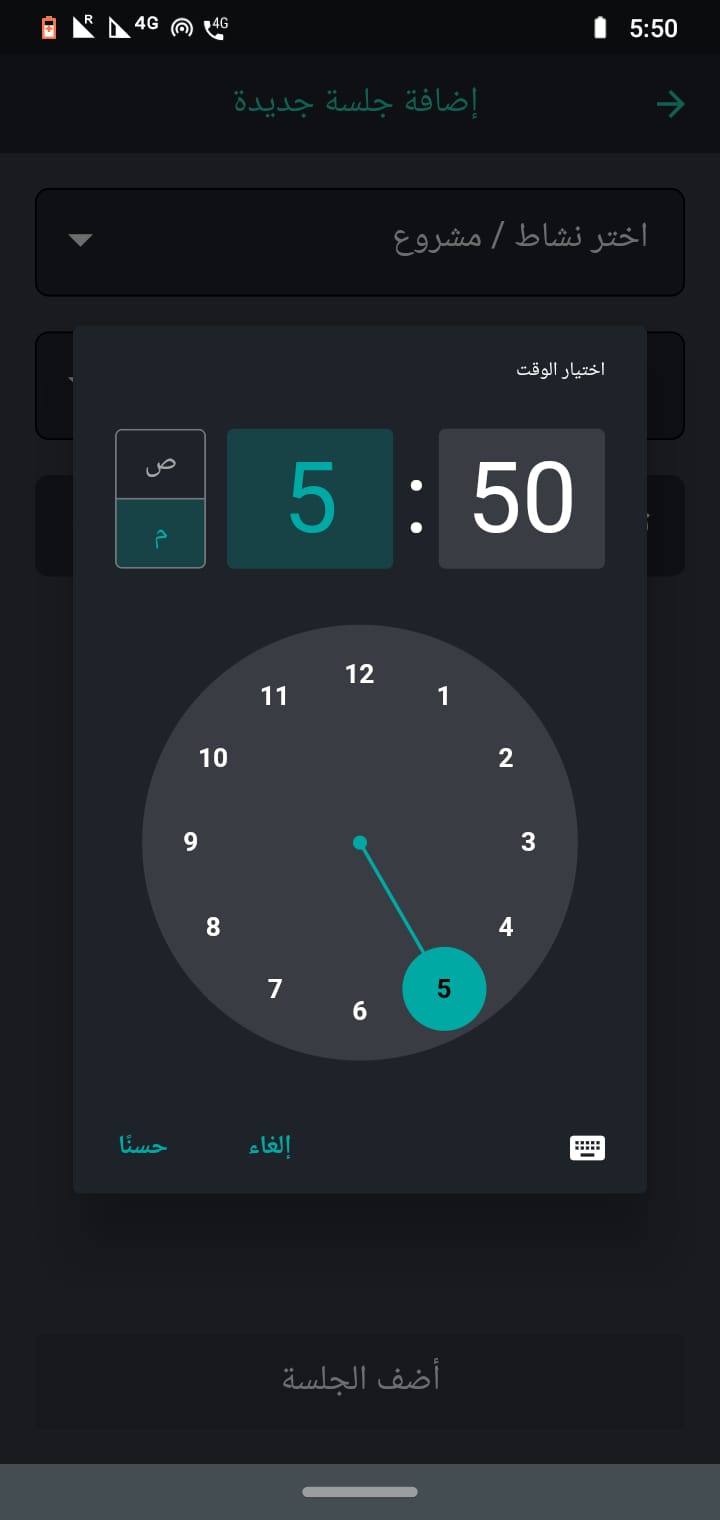 R 4G 4G 5:50
إضافة جلسة جديدة
اختر نشاط / مشروع
اختيار الوقت
ص
م
5 : 50
12
11
1
10
2
9
3
8
4
7
5
6
حسنًا
إلغاء
أضف الجلسة